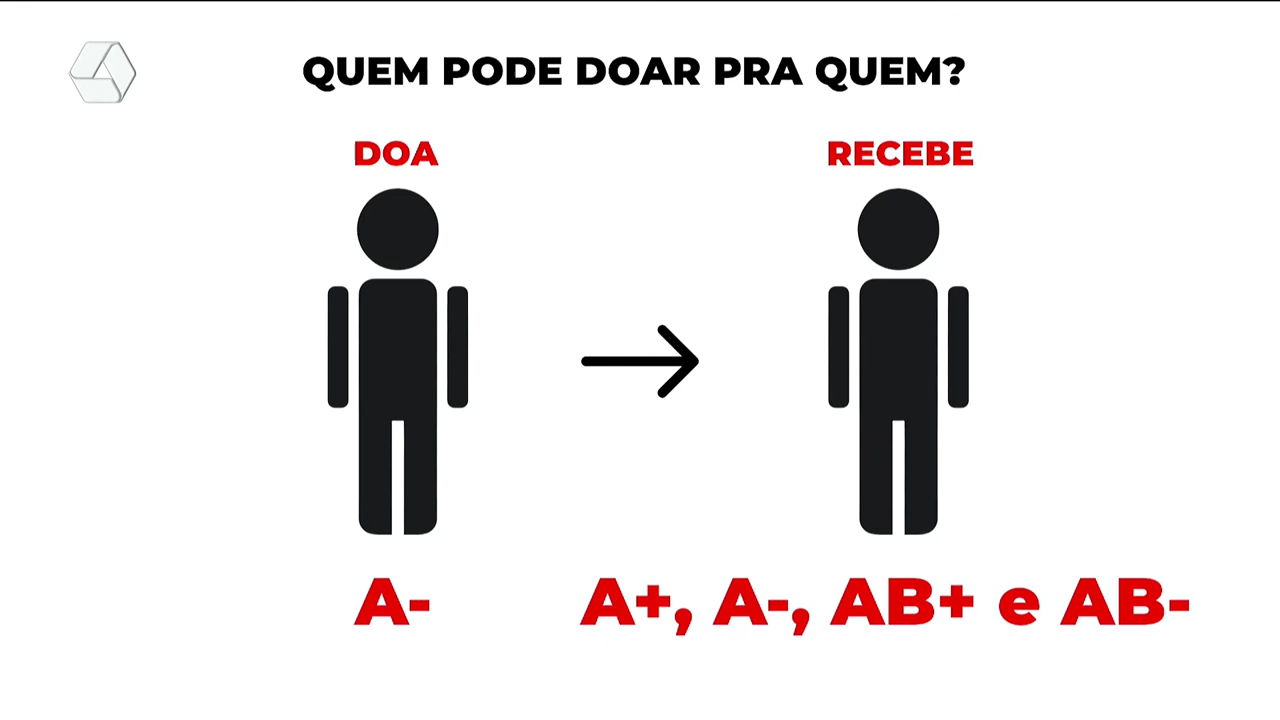 QUEM PODE DOAR PRA QUEM?
DOA
RECEBE
A-
A+, A-, AB+ e AB-